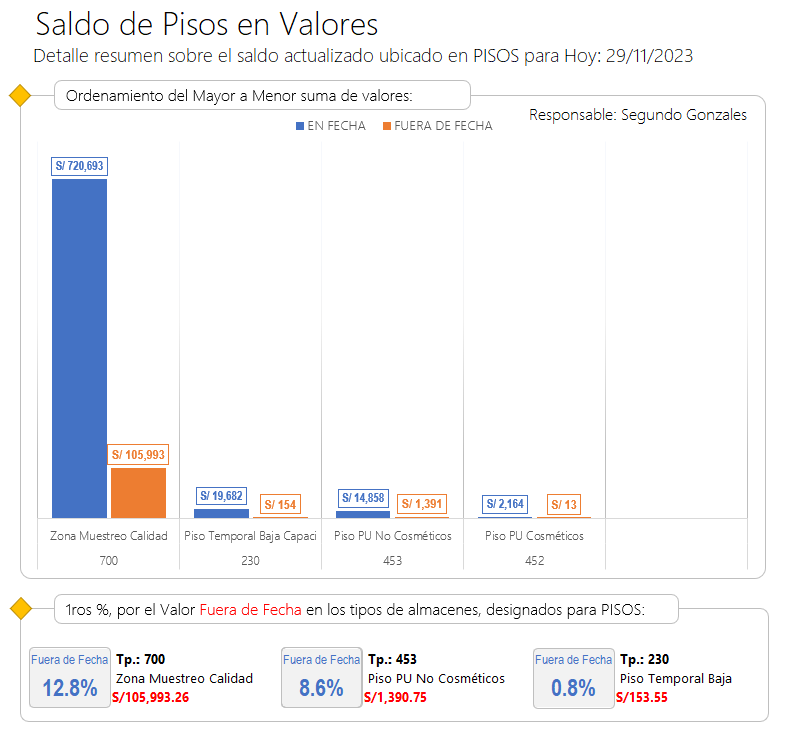 Saldo de Pisos en Valores
Detalle resumen sobre el saldo actualizado ubicado en PISOS para Hoy: 29/11/2023
Ordenamiento del Mayor a Menor suma de valores:
Responsable: Segundo Gonzales
EN FECHA FUERA DE FECHA
S/ 720,693
S/ 105,993
S/ 19,682
S/ 154
S/ 14,858
S/ 1,391
S/ 2,164
S/ 13
Zona Muestreo Calidad Piso Temporal Baja Capaci Piso PU No Cosméticos Piso PU Cosméticos
700 230 453 452
1ros %, por el Valor Fuera de Fecha en los tipos de almacenes, designados para PISOS:
Fuera de Fecha
12.8%
Tp.: 700
Zona Muestreo Calidad
S/105,993.26
Fuera de Fecha
8.6%
Tp.: 453
Piso PU No Cosméticos
S/1,390.75
Fuera de Fecha
0.8%
Tp.: 230
Piso Temporal Baja
S/153.55